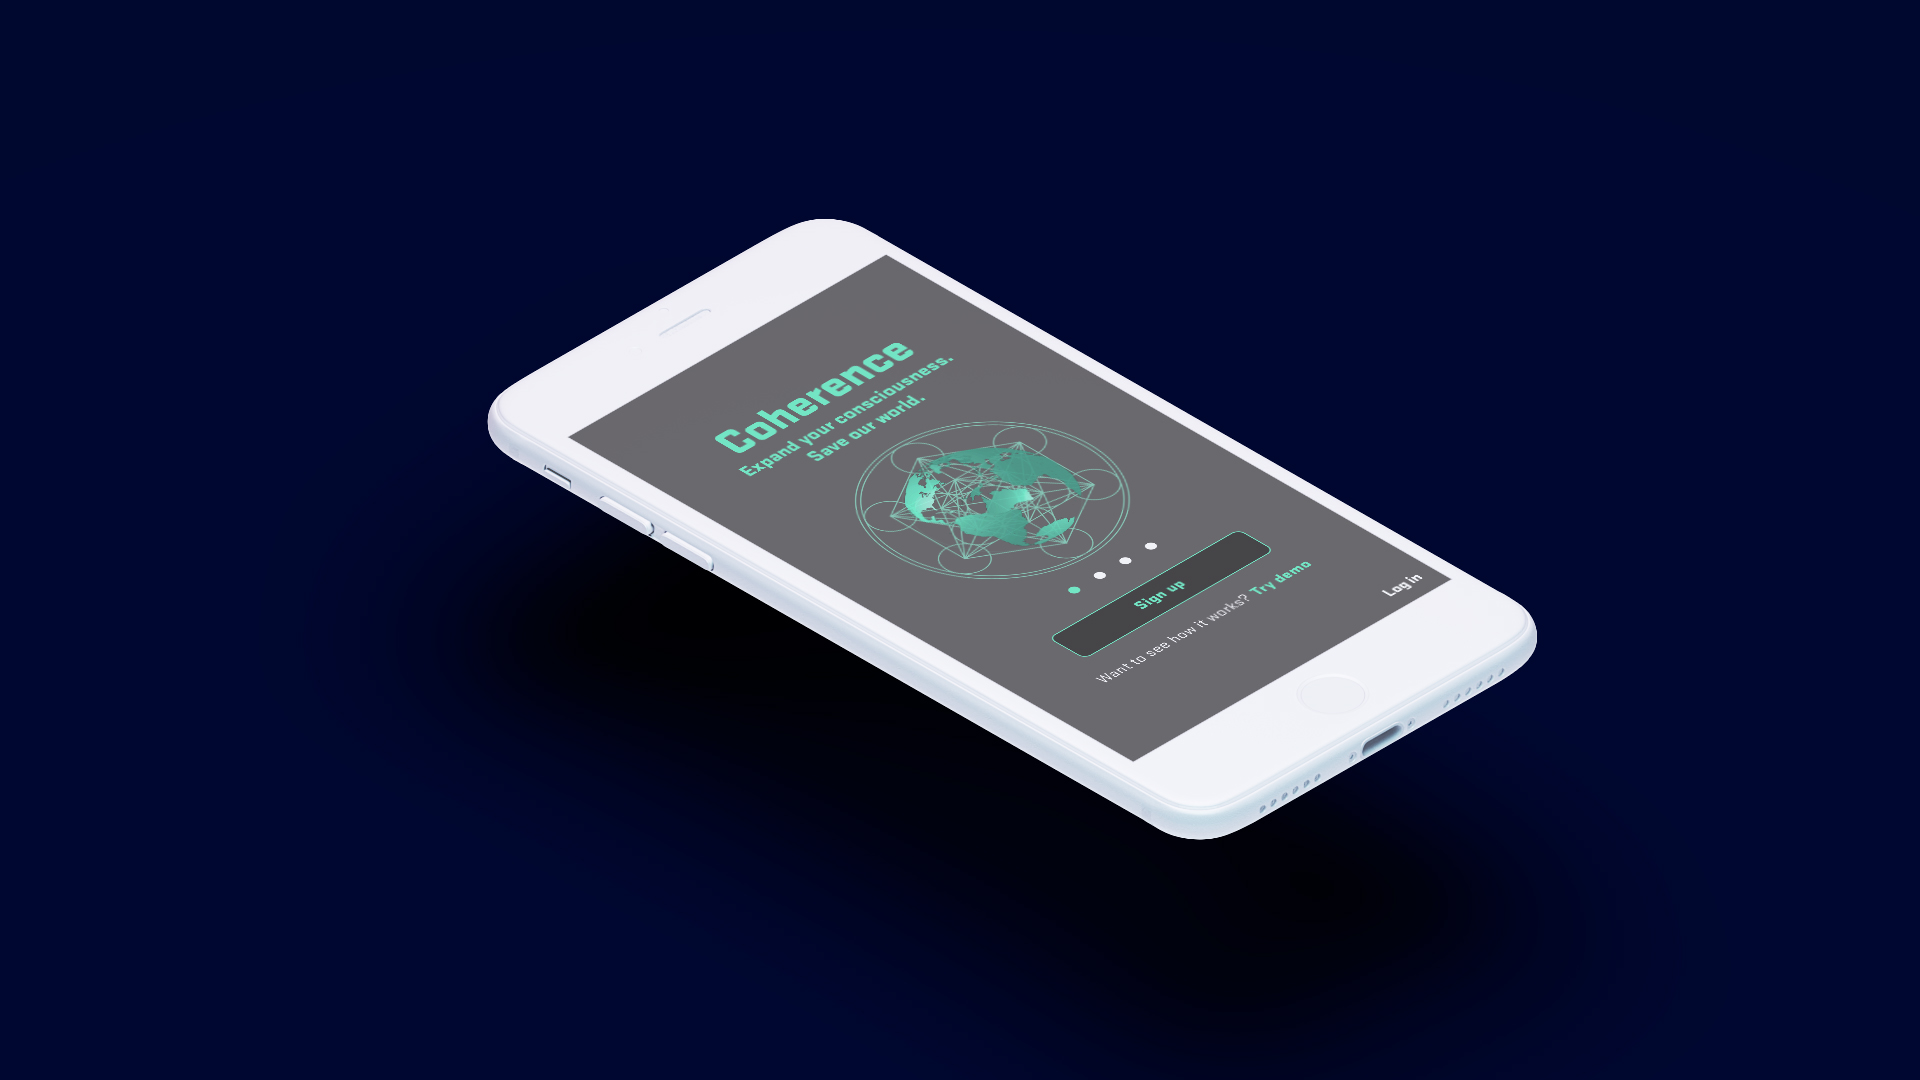 Coherence
Expand your consciousness.
Save our world.
Sign up
Want to see how it works? Try demo
Log in